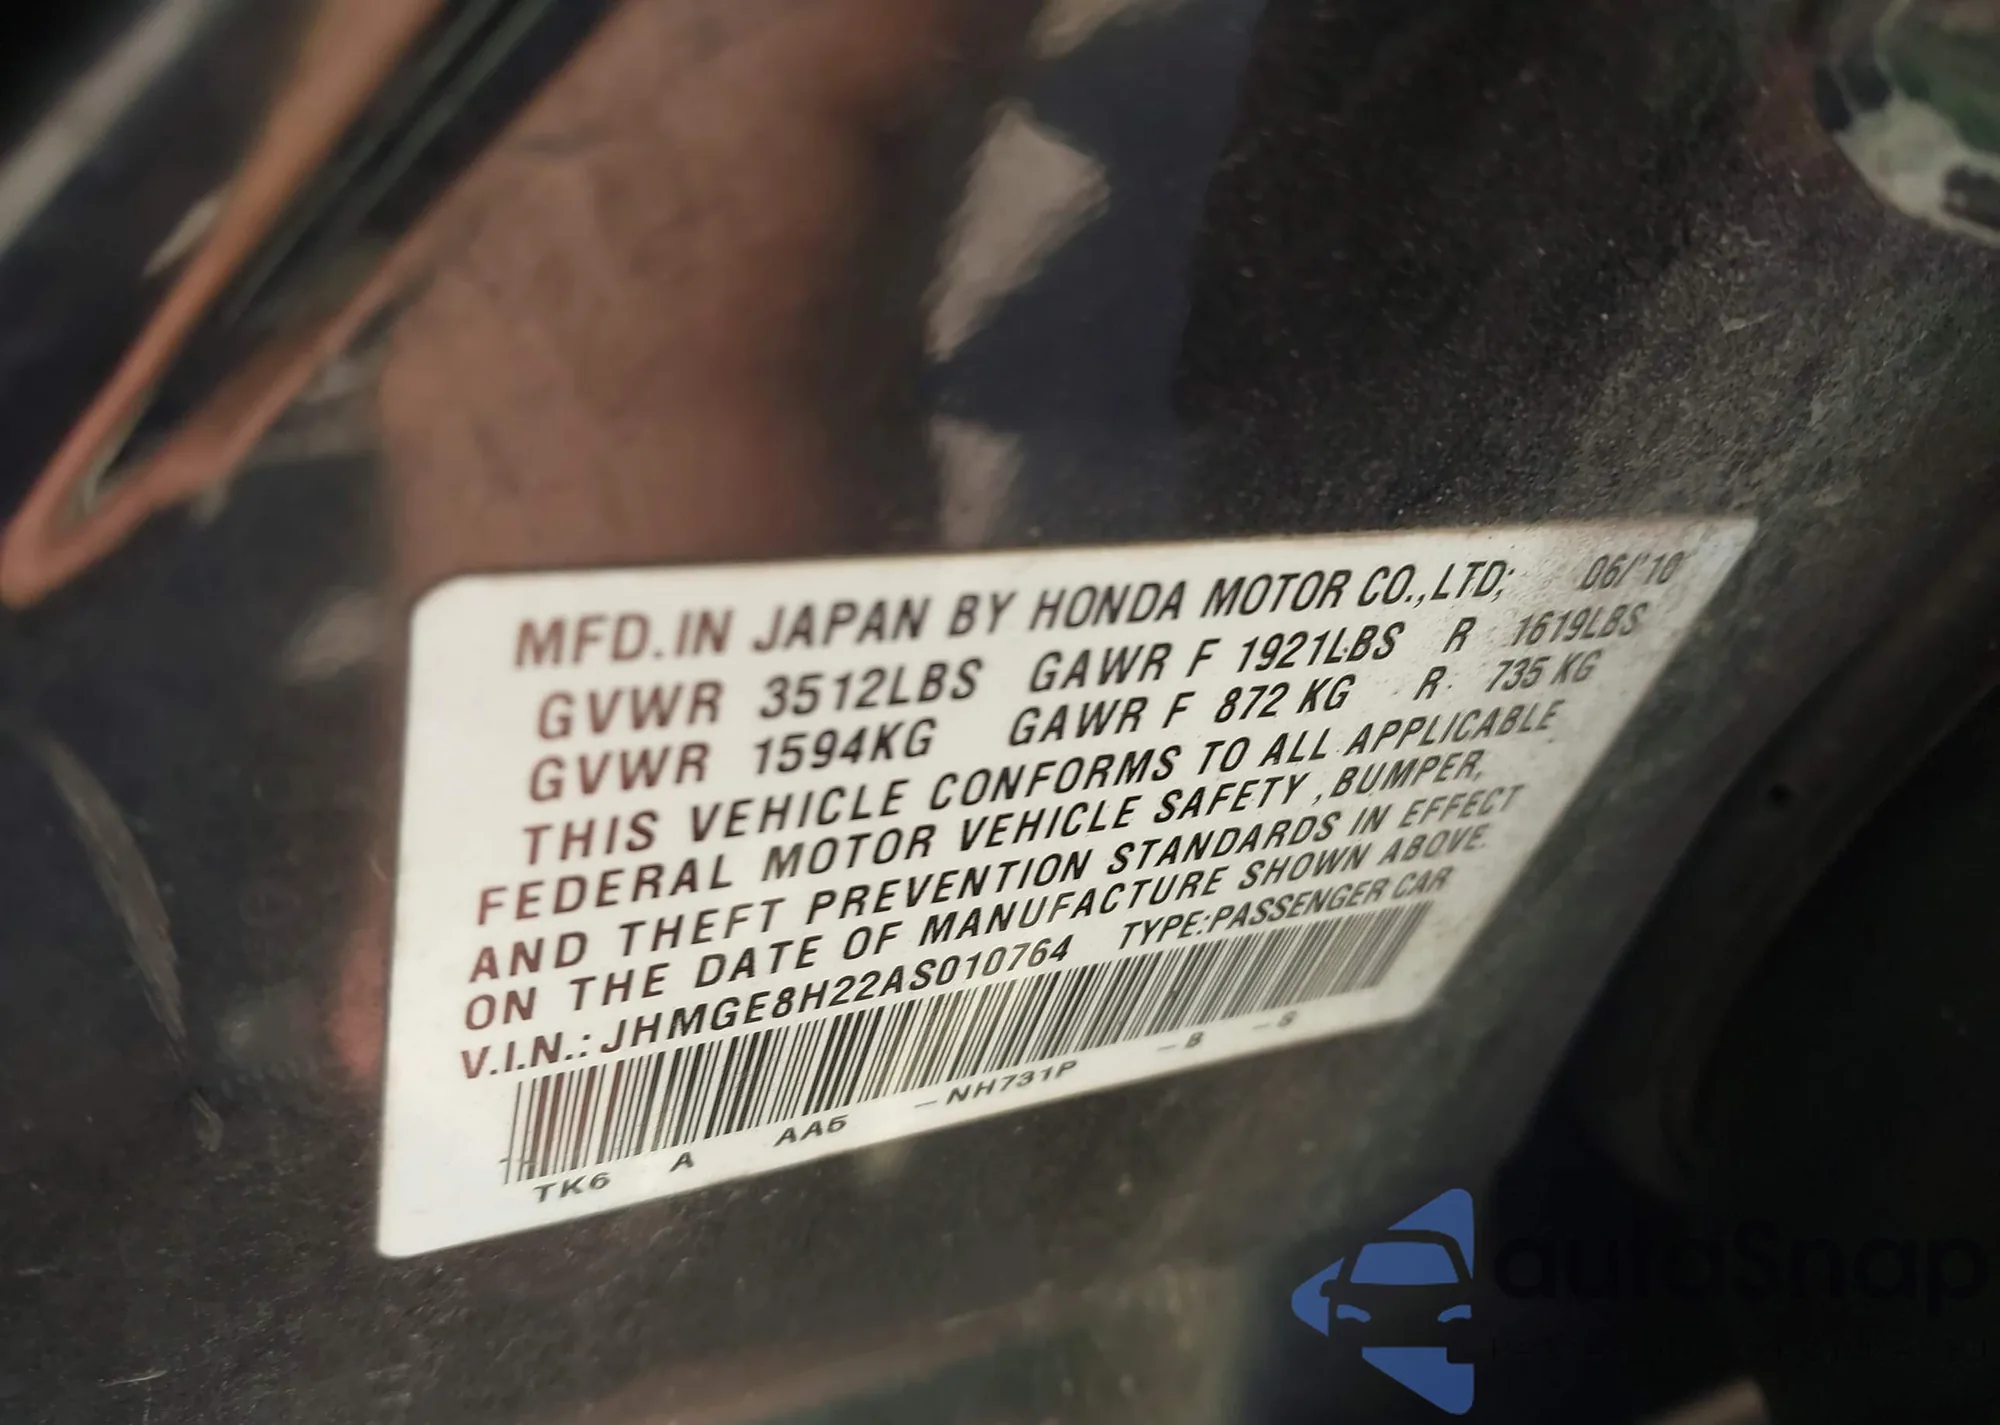 MFD.IN JAPAN BY HONDA MOTOR CO.,LTD; 06/'10
GVWR 3512LBS GAWR F 1921LBS R 1619LBS
GVWR 1594KG GAWR F 872 KG R 735 KG
THIS VEHICLE CONFORMS TO ALL APPLICABLE
FEDERAL MOTOR VEHICLE SAFETY ,BUMPER,
AND THEFT PREVENTION STANDARDS IN EFFECT
ON THE DATE OF MANUFACTURE SHOWN ABOVE.
V.I.N.: JHMGE8H22AS010764 TYPE:PASSENGER CAR
TK6 A AA5 -NH731P -B -S
autoSnap